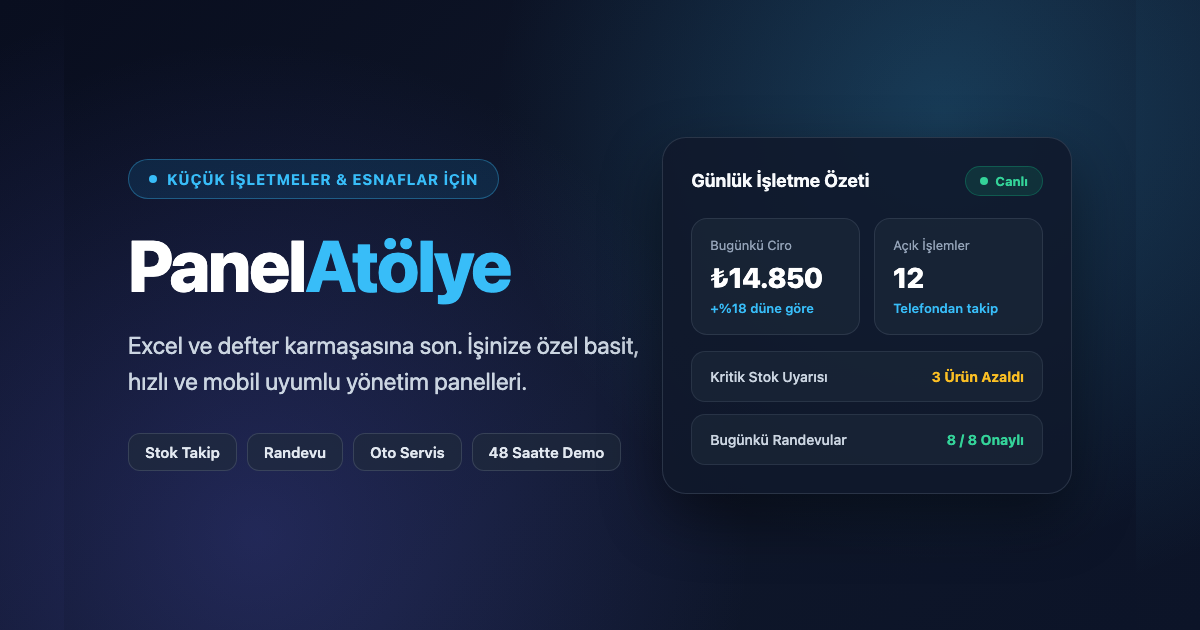 KÜÇÜK İŞLETMELER & ESNAFLAR İÇİN
PanelAtölye
Excel ve defter karmaşasına son. İşinize özel basit,
hızlı ve mobil uyumlu yönetim panelleri.
Stok Takip
Randevu
Oto Servis
48 Saatte Demo
Günlük İşletme Özeti
Canlı
Bugünkü Ciro
₺14.850
+%18 düne göre
Açık İşlemler
12
Telefondan takip
Kritik Stok Uyarısı
3 Ürün Azaldı
Bugünkü Randevular
8 / 8 Onaylı